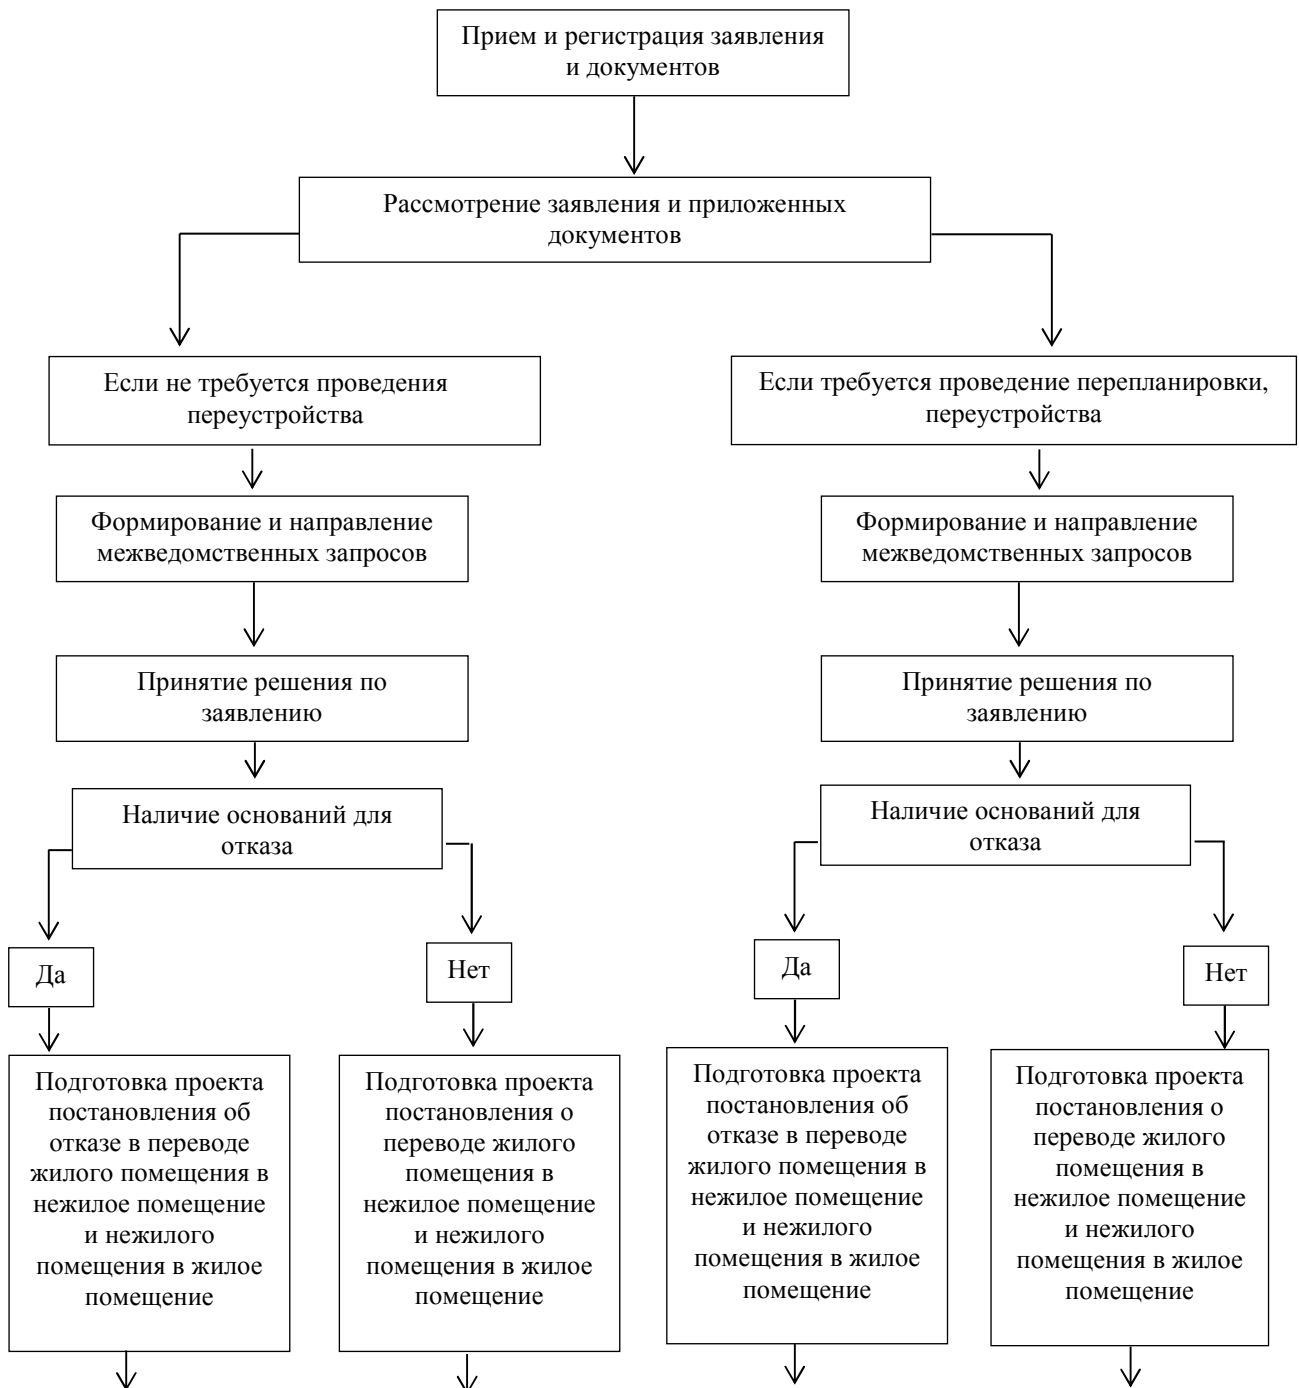 Прием и регистрация заявления
и документов
Рассмотрение заявления и приложенных
документов
Если не требуется проведения
переустройства
Если требуется проведение перепланировки,
переустройства
Формирование и направление
межведомственных запросов
Формирование и направление
межведомственных запросов
Принятие решения по
заявлению
Принятие решения по
заявлению
Наличие оснований для
отказа
Наличие оснований для
отказа
Да
Нет
Да
Нет
Подготовка проекта
постановления об
отказе в переводе
жилого помещения в
нежилое помещение
и нежилого
помещения в жилое
помещение
Подготовка проекта
постановления о
переводе жилого
помещения в
нежилое помещение
и нежилого
помещения в жилое
помещение
Подготовка проекта
постановления об
отказе в переводе
жилого помещения в
нежилое помещение
и нежилого
помещения в жилое
помещение
Подготовка проекта
постановления о
переводе жилого
помещения в
нежилое помещение
и нежилого
помещения в жилое
помещение